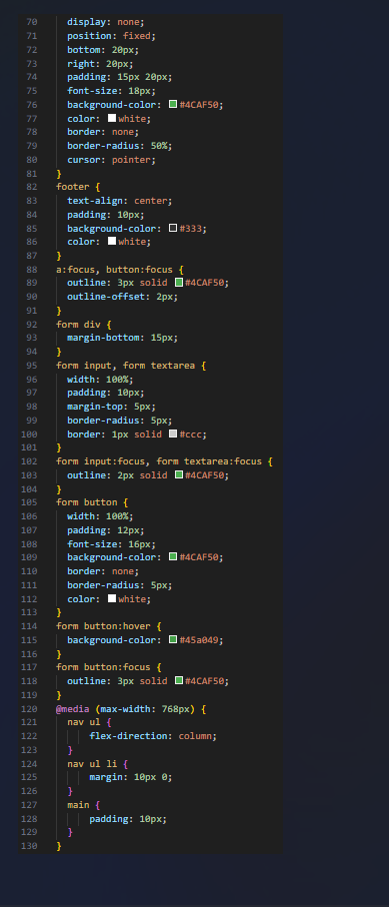 70 display: none;
71 position: fixed;
72 bottom: 20px;
73 right: 20px;
74 padding: 15px 20px;
75 font-size: 18px;
76 background-color: #4CAF50;
77 color: white;
78 border: none;
79 border-radius: 50%;
80 cursor: pointer;
81 }
82 footer {
83 text-align: center;
84 padding: 10px;
85 background-color: #333;
86 color: white;
87 }
88 a:focus, button:focus {
89 outline: 3px solid #4CAF50;
90 outline-offset: 2px;
91 }
92 form div {
93 margin-bottom: 15px;
94 }
95 form input, form textarea {
96 width: 100%;
97 padding: 10px;
98 margin-top: 5px;
99 border-radius: 5px;
100 border: 1px solid #ccc;
101 }
102 form input:focus, form textarea:focus {
103 outline: 2px solid #4CAF50;
104 }
105 form button {
106 width: 100%;
107 padding: 12px;
108 font-size: 16px;
109 background-color: #4CAF50;
110 border: none;
111 border-radius: 5px;
112 color: white;
113 }
114 form button:hover {
115 background-color: #45a049;
116 }
117 form button:focus {
118 outline: 3px solid #4CAF50;
119 }
120 @media (max-width: 768px) {
121 nav ul {
122 flex-direction: column;
123 }
124 nav ul li {
125 margin: 10px 0;
126 }
127 main {
128 padding: 10px;
129 }
130 }